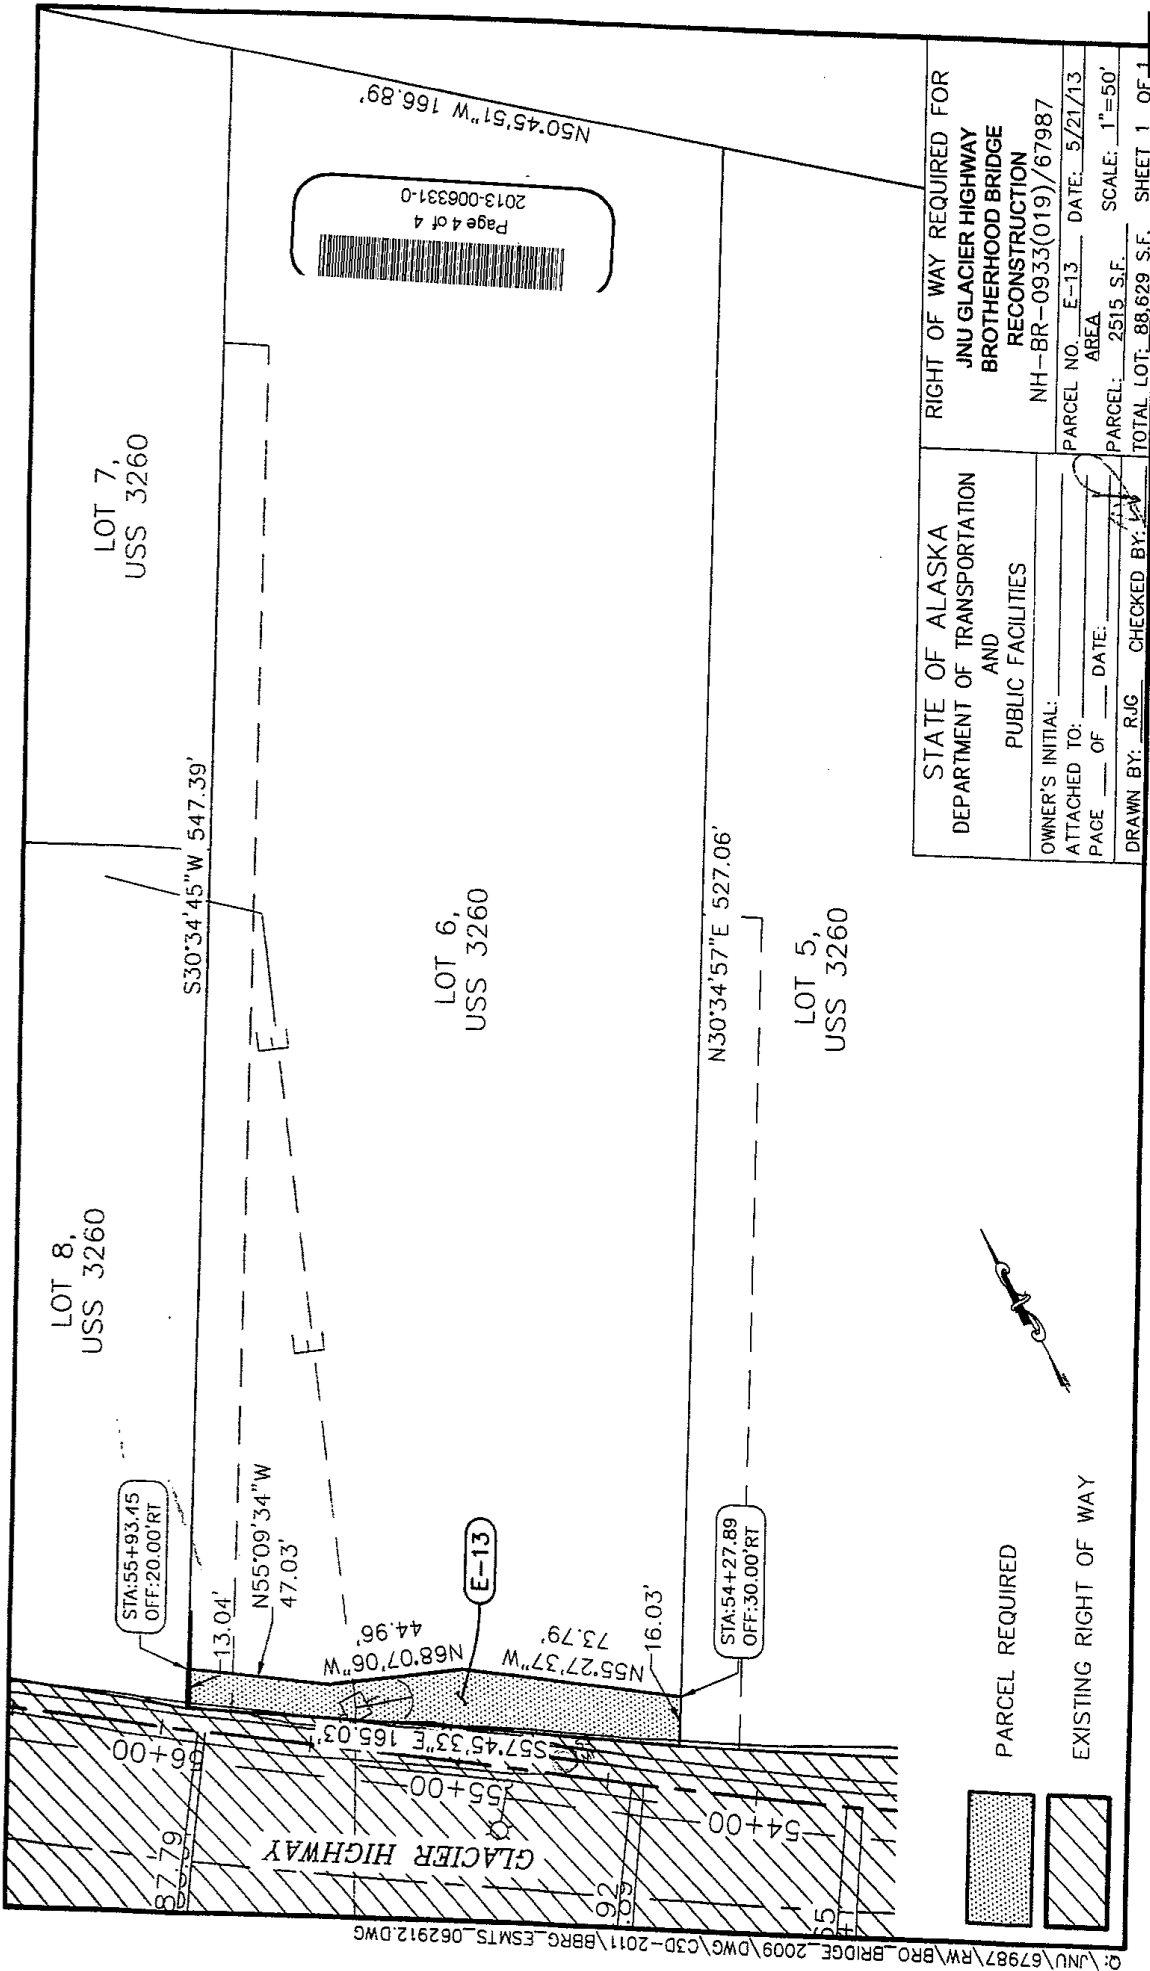 LOT 7,
USS 3260
LOT 8,
USS 3260
S30°34'45"W 547.39'
N50°45'51"W 166.89'
Page 4 of 4
2013-006331-0
LOT 6,
USS 3260
N30°34'57"E 527.06'
LOT 5,
USS 3260
STA:55+93.45
OFF:20.00'RT
13.04'
N55°09'34"W
47.03'
N68°07'06"W
44.96'
E-13
N55°27'37"W
73.79'
16.03'
STA:54+27.89
OFF:30.00'RT
S57°45'33"E 165.03'
56+00
55+00
54+00
GLACIER HIGHWAY
E
E
PARCEL REQUIRED
EXISTING RIGHT OF WAY
STATE OF ALASKA
DEPARTMENT OF TRANSPORTATION
AND
PUBLIC FACILITIES
OWNER'S INITIAL:
ATTACHED TO:
PAGE OF DATE:
DRAWN BY: RJG CHECKED BY:
RIGHT OF WAY REQUIRED FOR
JNU GLACIER HIGHWAY
BROTHERHOOD BRIDGE
RECONSTRUCTION
NH-BR-0933(019)/67987
PARCEL NO. E-13 DATE: 5/21/13
AREA
PARCEL: 2515 S.F. SCALE: 1"=50'
TOTAL LOT: 88,629 S.F. SHEET 1 OF 1
Q:\JNU\67987\RW\BRO_BRIDGE_2009\DWG\C3D-2011\BBRG_ESMTS_062912.DWG